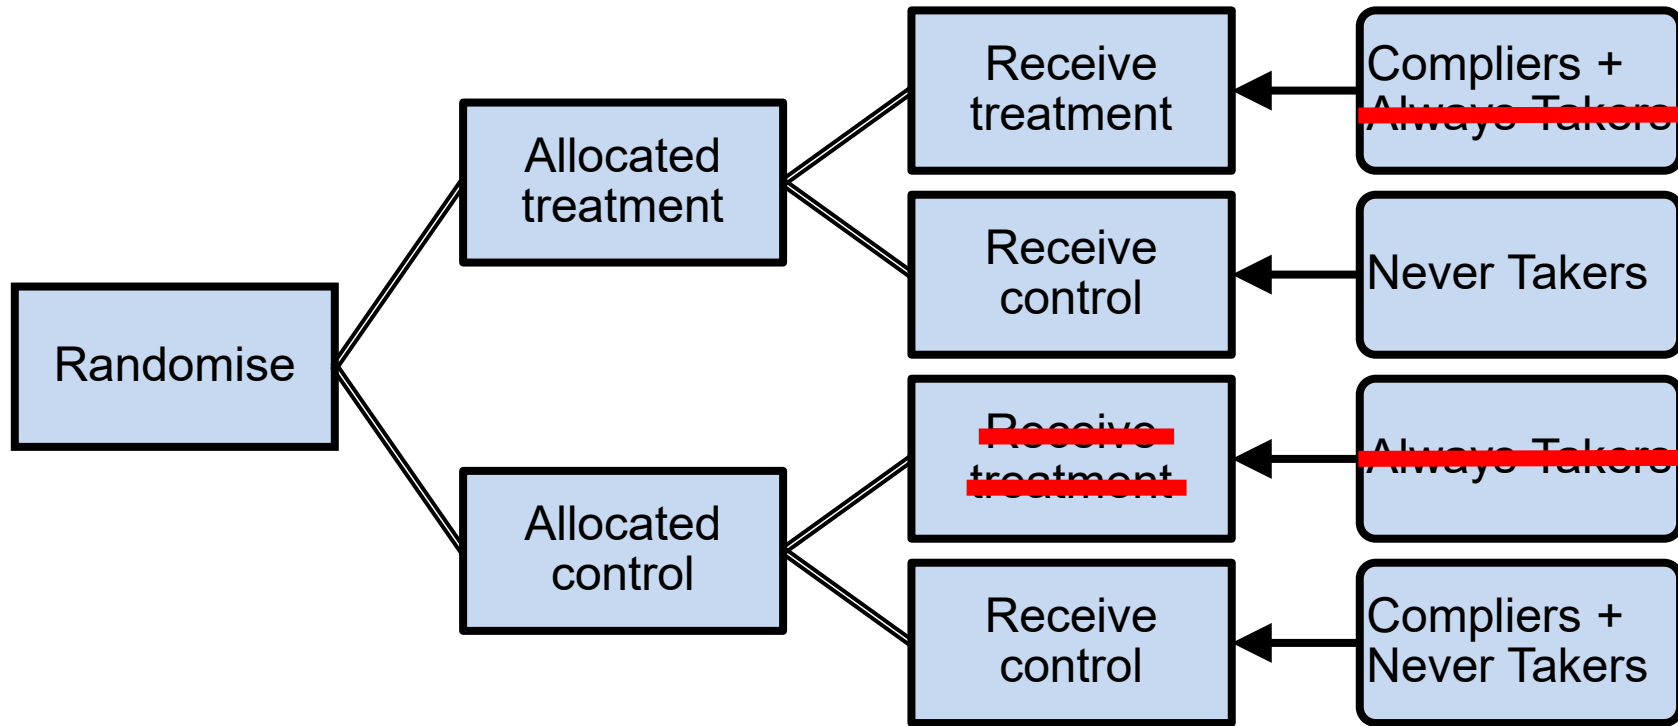 Randomise
Allocated
treatment
Allocated
control
Receive
treatment
Receive
control
Receive
treatment
Receive
control
Compliers +
Always Takers
Never Takers
Always Takers
Compliers +
Never Takers